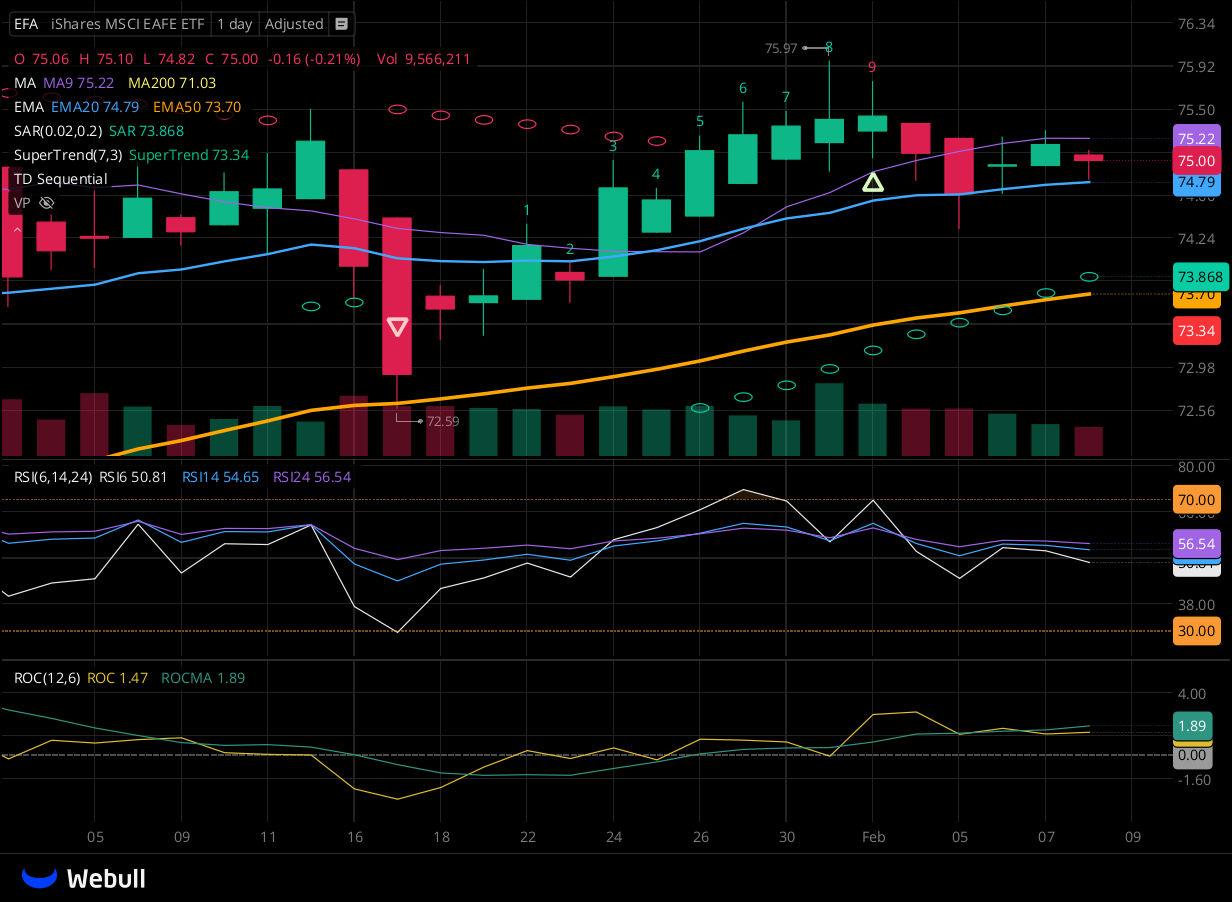 EFA iShares MSCI EAFE ETF 1 day Adjusted
O 75.06 H 75.10 L 74.82 C 75.00 -0.16 (-0.21%) Vol 9,566,211
MA MA9 75.22 MA200 71.03
EMA EMA20 74.79 EMA50 73.70
SAR(0.02,0.2) SAR 73.868
SuperTrend(7,3) SuperTrend 73.34
TD Sequential
VP
75.97
1
2
3
4
5
6
7
8
9
72.59
76.34
75.92
75.50
75.22
75.00
74.79
74.24
73.868
73.70
73.34
72.98
72.56
RSI(6,14,24) RSI6 50.81 RSI14 54.65 RSI24 56.54
80.00
70.00
56.54
38.00
30.00
ROC(12,6) ROC 1.47 ROCMA 1.89
4.00
1.89
0.00
-1.60
05 09 11 16 18 22 24 26 30 Feb 05 07 09
Webull